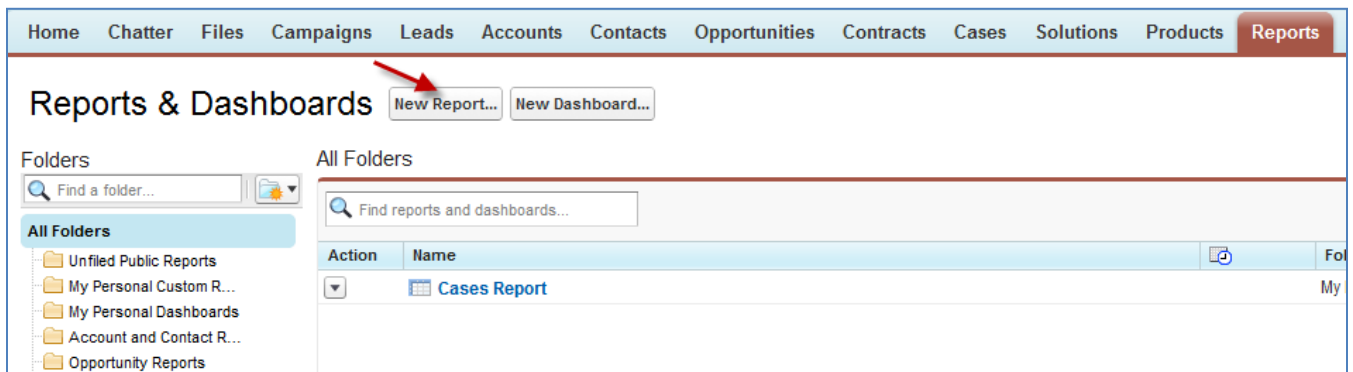 Home Chatter Files Campaigns Leads Accounts Contacts Opportunities Contracts Cases Solutions Products Reports
Reports & Dashboards New Report... New Dashboard...
Folders
Find a folder...
All Folders
Unfiled Public Reports
My Personal Custom R...
My Personal Dashboards
Account and Contact R...
Opportunity Reports
All Folders
Find reports and dashboards...
Action Name Fol
Cases Report My